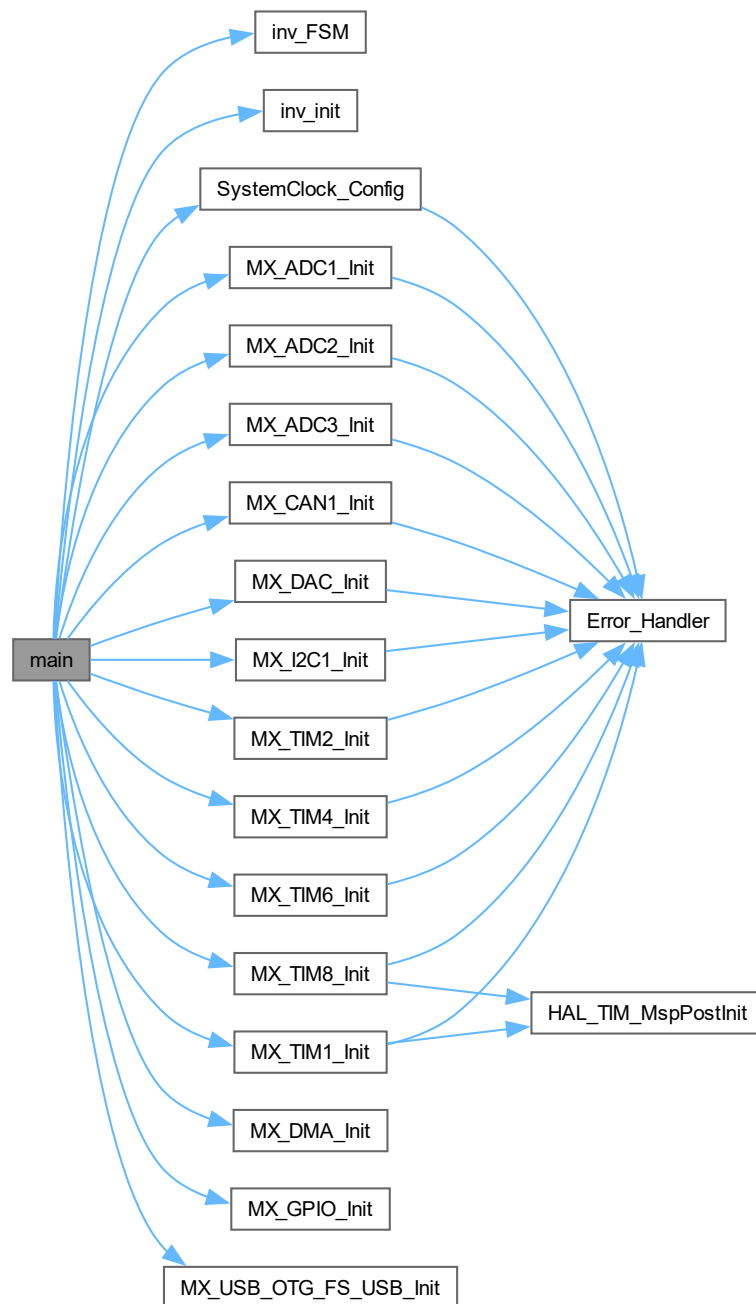 inv_FSM
inv_init
SystemClock_Config
MX_ADC1_Init
MX_ADC2_Init
MX_ADC3_Init
MX_CAN1_Init
MX_DAC_Init
Error_Handler
main
MX_I2C1_Init
MX_TIM2_Init
MX_TIM4_Init
MX_TIM6_Init
MX_TIM8_Init
HAL_TIM_MspPostInit
MX_TIM1_Init
MX_DMA_Init
MX_GPIO_Init
MX_USB_OTG_FS_USB_Init